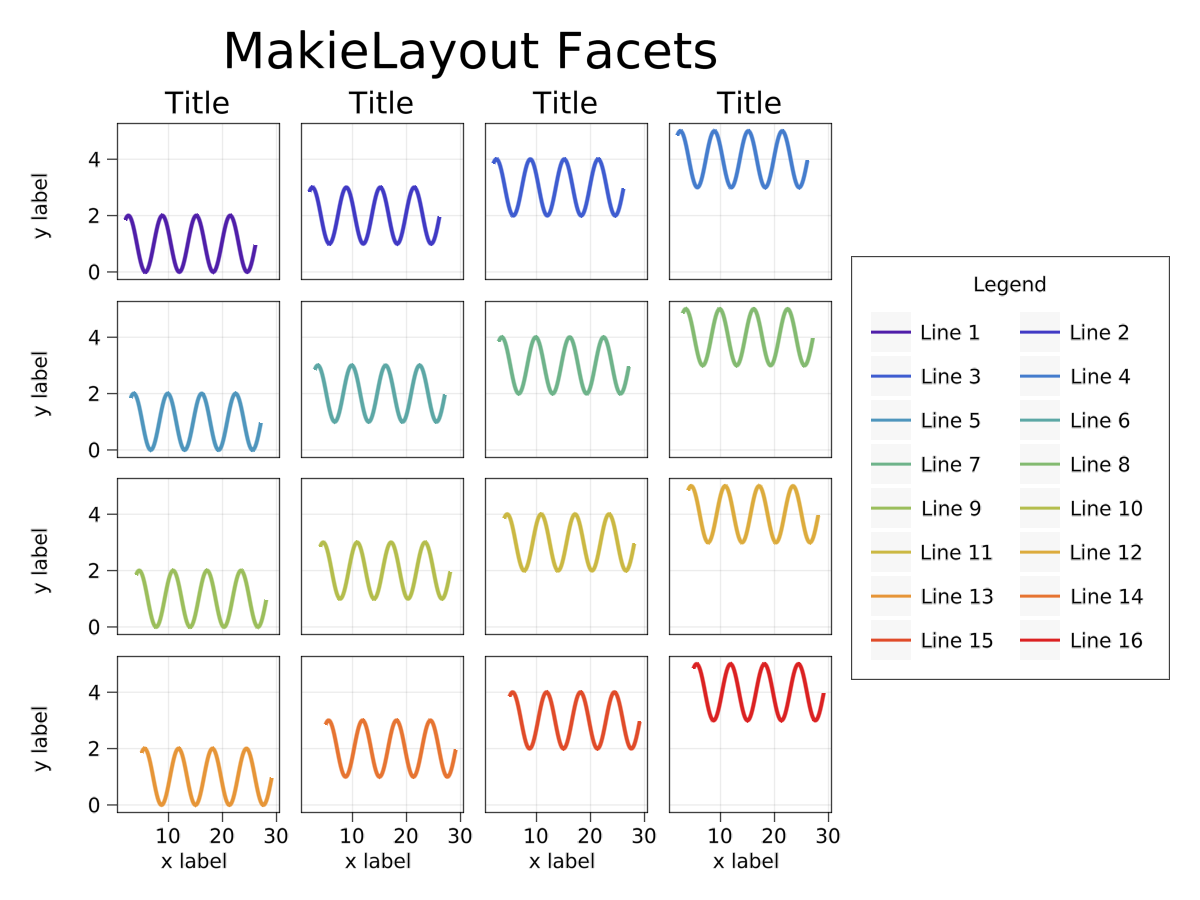 MakieLayout Facets
Title Title Title Title
y label
4
2
0
y label
4
2
0
y label
4
2
0
y label
4
2
0
10 20 30 10 20 30 10 20 30 10 20 30
x label x label x label x label
Legend
Line 1 Line 2
Line 3 Line 4
Line 5 Line 6
Line 7 Line 8
Line 9 Line 10
Line 11 Line 12
Line 13 Line 14
Line 15 Line 16